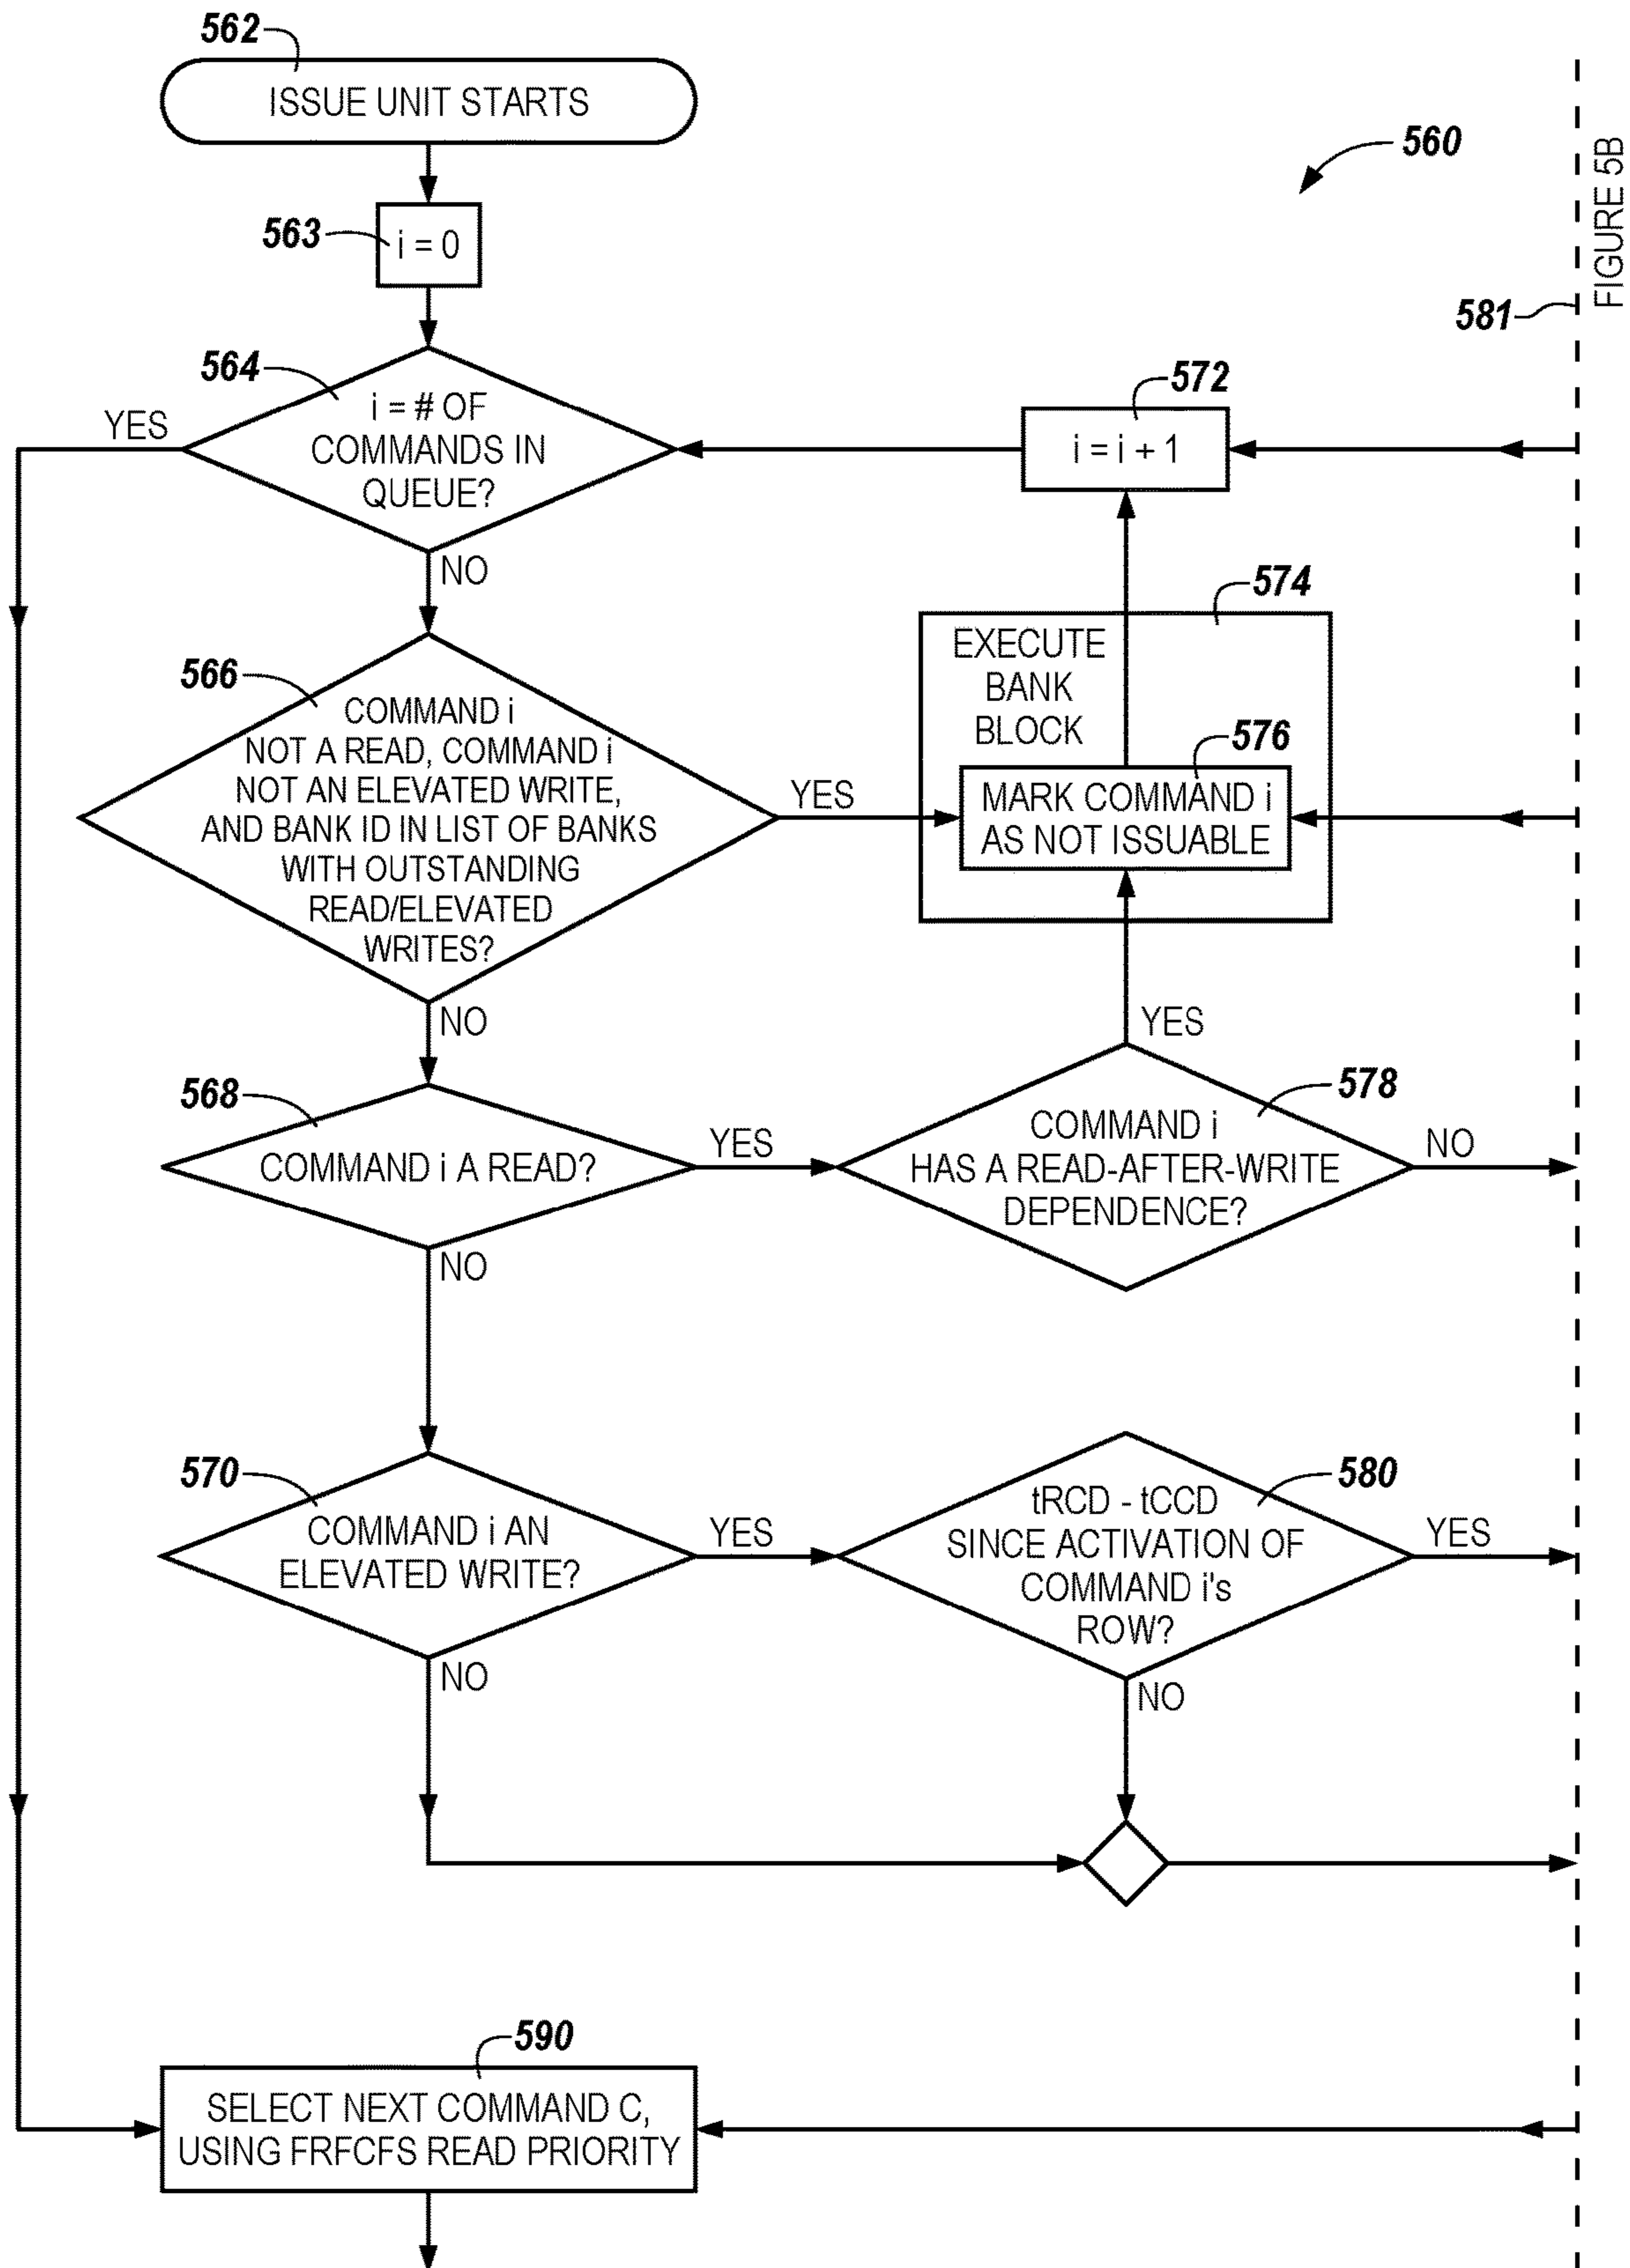 562
ISSUE UNIT STARTS
560
FIGURE 5B
563
i = 0
581
564
i = # OF
COMMANDS IN
QUEUE?
YES
NO
572
i = i + 1
574
EXECUTE
BANK
BLOCK
576
MARK COMMAND i
AS NOT ISSUABLE
566
COMMAND i
NOT A READ, COMMAND i
NOT AN ELEVATED WRITE,
AND BANK ID IN LIST OF BANKS
WITH OUTSTANDING
READ/ELEVATED
WRITES?
YES
NO
568
COMMAND i A READ?
YES
NO
578
COMMAND i
HAS A READ-AFTER-WRITE
DEPENDENCE?
YES
NO
570
COMMAND i AN
ELEVATED WRITE?
YES
NO
580
tRCD - tCCD
SINCE ACTIVATION OF
COMMAND i's
ROW?
YES
NO
590
SELECT NEXT COMMAND C,
USING FRFCFS READ PRIORITY